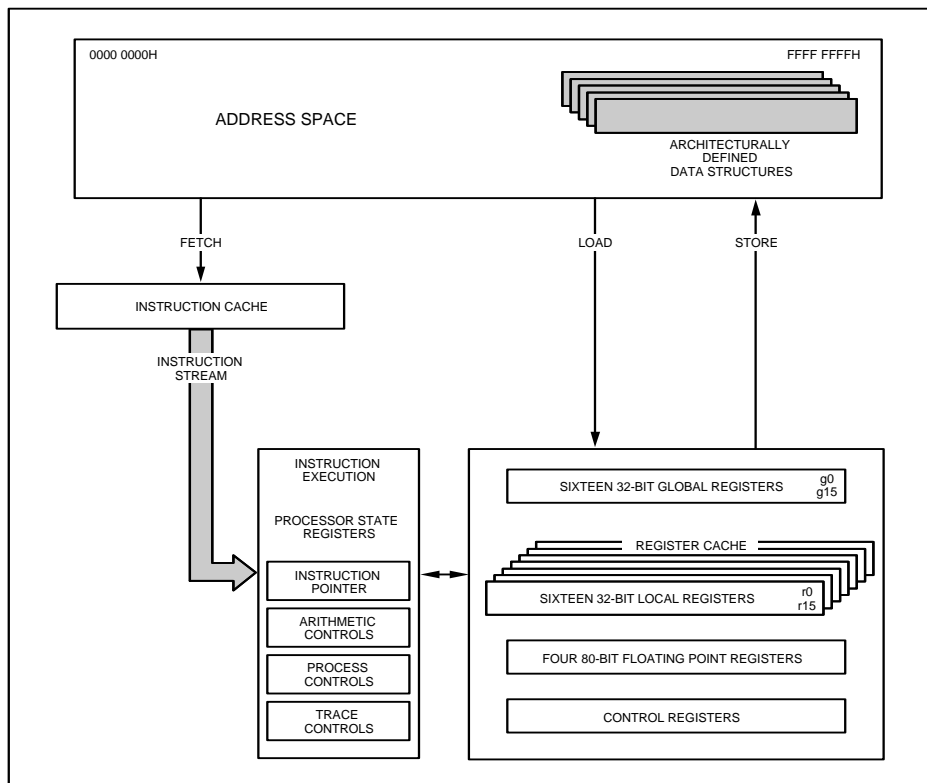 0000 0000H
FFFF FFFFH
ADDRESS SPACE
ARCHITECTURALLY
DEFINED
DATA STRUCTURES
FETCH
LOAD
STORE
INSTRUCTION CACHE
INSTRUCTION
STREAM
INSTRUCTION
EXECUTION
PROCESSOR STATE
REGISTERS
INSTRUCTION
POINTER
ARITHMETIC
CONTROLS
PROCESS
CONTROLS
TRACE
CONTROLS
SIXTEEN 32-BIT GLOBAL REGISTERS
g0
g15
REGISTER CACHE
SIXTEEN 32-BIT LOCAL REGISTERS
r0
r15
FOUR 80-BIT FLOATING POINT REGISTERS
CONTROL REGISTERS